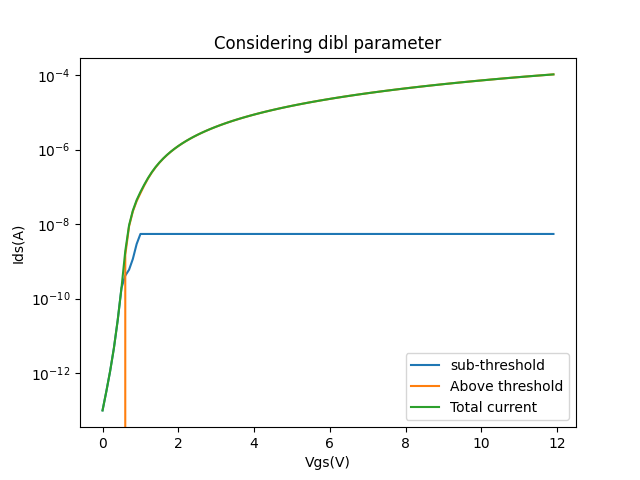 Considering dibl parameter
Ids(A)
10⁻⁴
10⁻⁶
10⁻⁸
10⁻¹⁰
10⁻¹²
sub-threshold
Above threshold
Total current
0 2 4 6 8 10 12
Vgs(V)